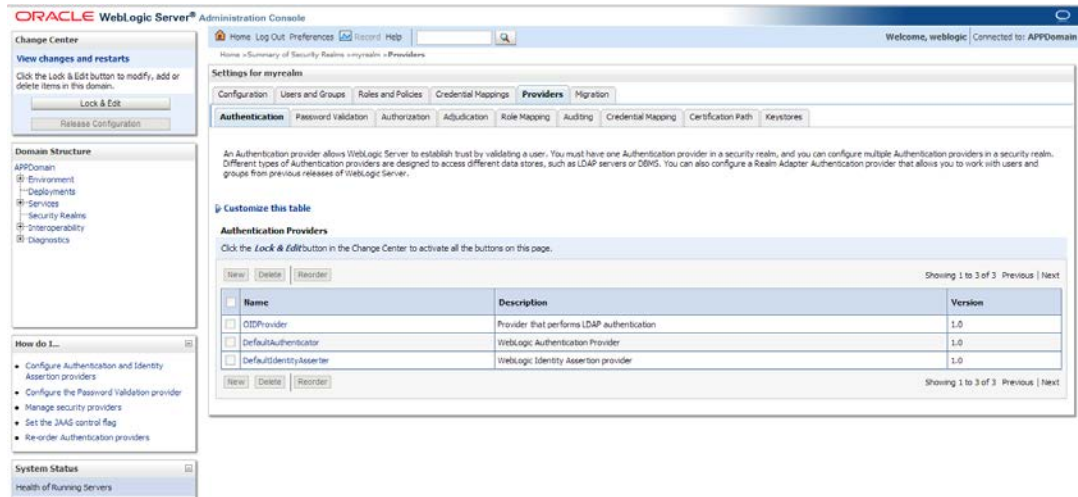 ORACLE WebLogic Server® Administration Console
Change Center
View changes and restarts
Click the Lock & Edit button to modify, add or
delete items in this domain.
Lock & Edit
Release Configuration
Domain Structure
APPDomain
Environment
Deployments
Services
Security Realms
Interoperability
Diagnostics
How do I...
Configure Authentication and Identity
Assertion providers
Configure the Password Validation provider
Manage security providers
Set the JAAS control flag
Re-order Authentication providers
System Status
Health of Running Servers
Home Log Out Preferences Record Help
Welcome, weblogic Connected to: APPDomain
Home >Summary of Security Realms >myrealm >Providers
Settings for myrealm
Configuration Users and Groups Roles and Policies Credential Mappings Providers Migration
Authentication Password Validation Authorization Adjudication Role Mapping Auditing Credential Mapping Certification Path Keystores
An Authentication provider allows WebLogic Server to establish trust by validating a user. You must have one Authentication provider in a security realm, and you can configure multiple Authentication providers in a security realm.
Different types of Authentication providers are designed to access different data stores, such as LDAP servers or DBMS. You can also configure a Realm Adapter Authentication provider that allows you to work with users and
groups from previous releases of WebLogic Server.
Customize this table
Authentication Providers
Click the Lock & Edit button in the Change Center to activate all the buttons on this page.
New Delete Reorder
Showing 1 to 3 of 3 Previous | Next
Name Description Version
OIDProvider Provider that performs LDAP authentication 1.0
DefaultAuthenticator WebLogic Authentication Provider 1.0
DefaultIdentityAsserter WebLogic Identity Assertion provider 1.0
New Delete Reorder
Showing 1 to 3 of 3 Previous | Next